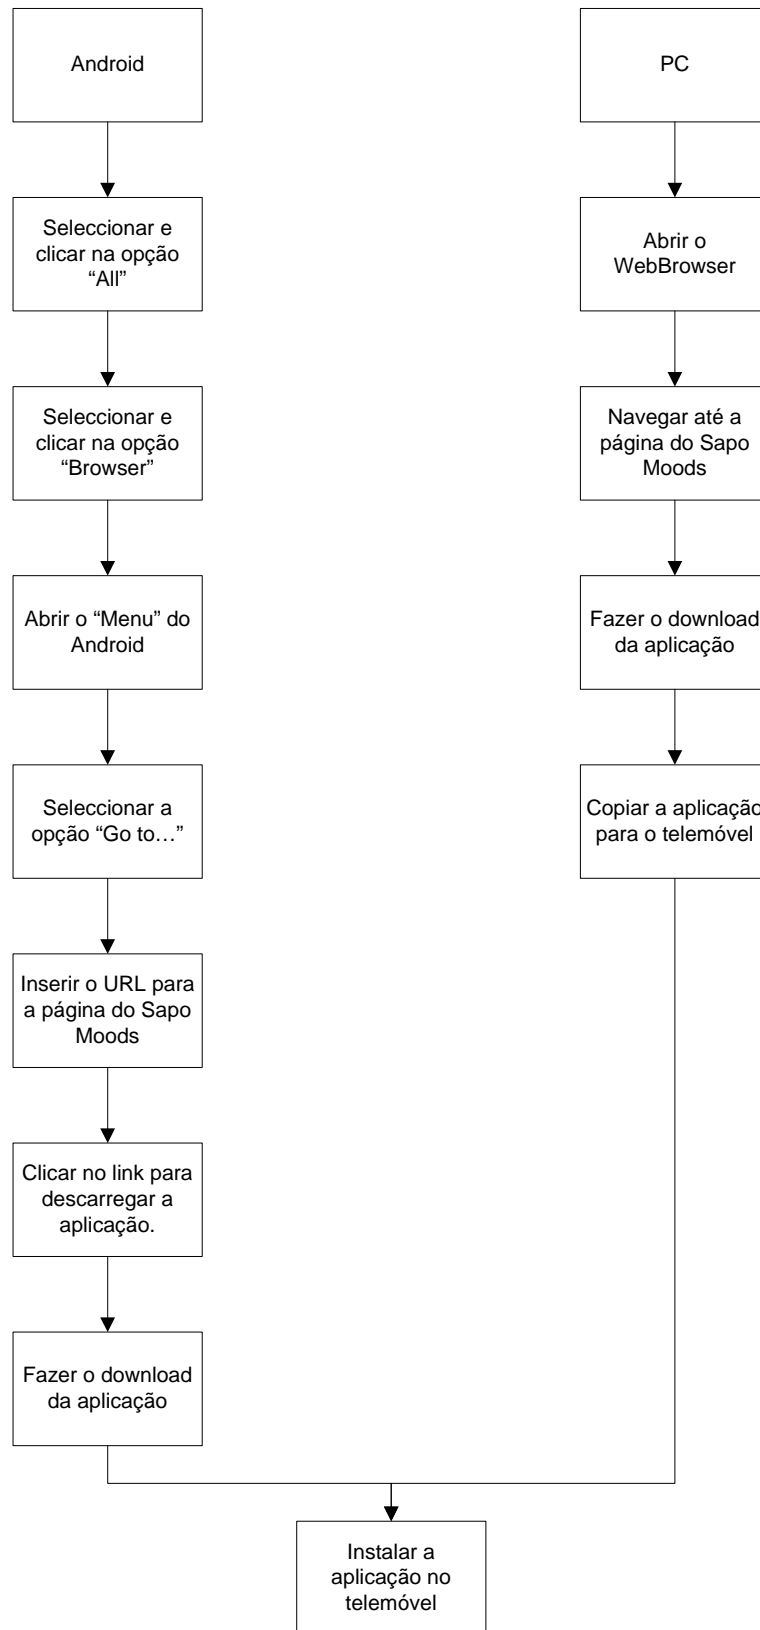 Android
Seleccionar e
clicar na opção
“All”
Seleccionar e
clicar na opção
“Browser”
Abrir o “Menu” do
Android
Seleccionar a
opção “Go to…”
Inserir o URL para
a página do Sapo
Moods
Clicar no link para
descarregar a
aplicação.
Fazer o download
da aplicação
PC
Abrir o
WebBrowser
Navegar até a
página do Sapo
Moods
Fazer o download
da aplicação
Copiar a aplicação
para o telemóvel
Instalar a
aplicação no
telemóvel